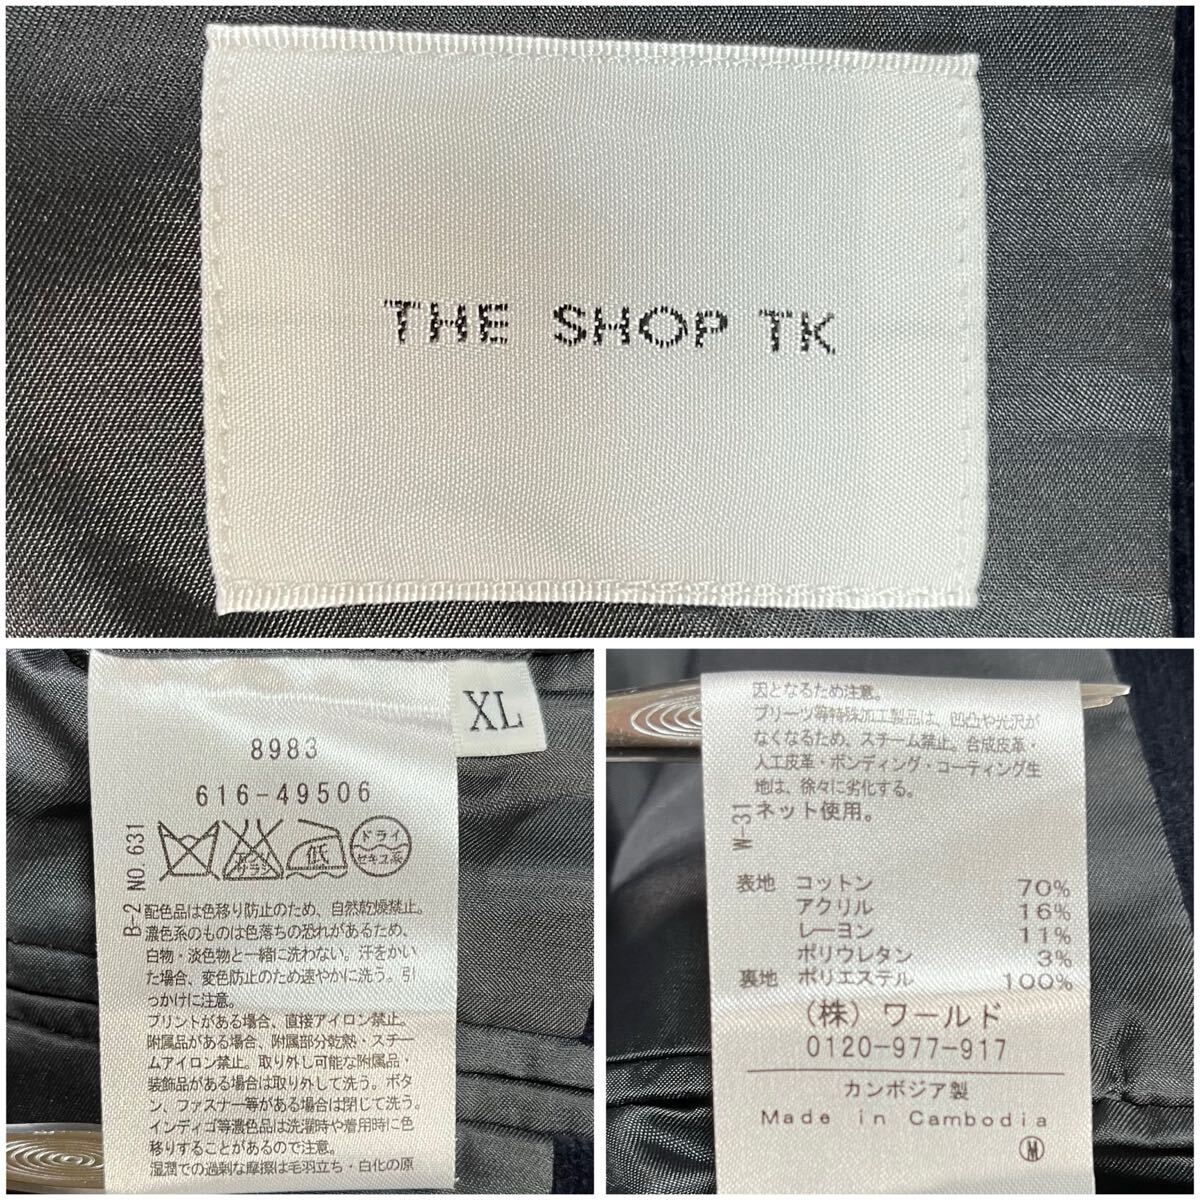 THE SHOP TK
XL
8983
616-49506
エンソ
サラシ
低
ドライ
セキユ系
B-2 NO.631
配色品は色移り防止のため、自然乾燥禁止。
濃色系のものは色落ちの恐れがあるため、
白物・淡色物と一緒に洗わない。汗をかい
た場合、変色防止のため速やかに洗う。引
っかけに注意。
プリントがある場合、直接アイロン禁止。
附属品がある場合、附属部分乾熱・スチー
ムアイロン禁止。取り外し可能な附属品・
装飾品がある場合は取り外して洗う。ボタ
ン、ファスナー等がある場合は閉じて洗う。
インディゴ等濃色品は洗濯時や着用時に色
移りすることがあるので注意。
湿潤での過剰な摩擦は毛羽立ち・白化の原
因となるため注意。
プリーツ等特殊加工製品は、凹凸や光沢が
なくなるため、スチーム禁止。合成皮革・
人工皮革・ボンディング・コーティング生
地は、徐々に劣化する。
ネット使用。
W-31
表地 コットン 70%
アクリル 16%
レーヨン 11%
ポリウレタン 3%
裏地 ポリエステル 100%
(株)ワールド
0120-977-917
カンボジア製
Made in Cambodia
M